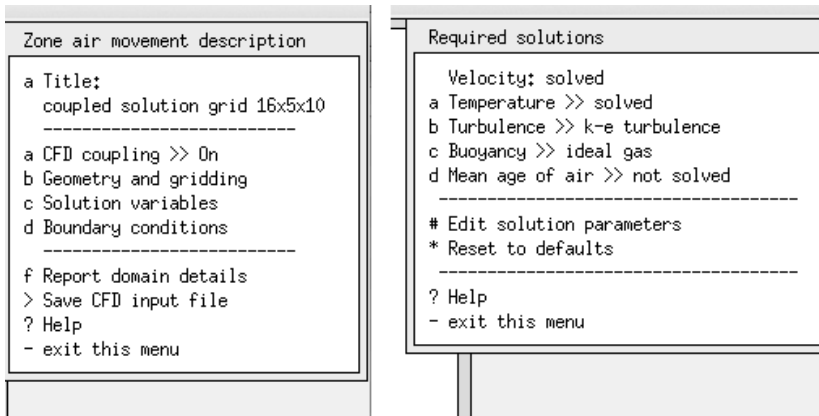 Zone air movement description
a Title:
coupled solution grid 16x5x10
---------------------------
a CFD coupling >> On
b Geometry and gridding
c Solution variables
d Boundary conditions
---------------------------
f Report domain details
> Save CFD input file
? Help
- exit this menu
Required solutions
Velocity: solved
a Temperature >> solved
b Turbulence >> k-e turbulence
c Buoyancy >> ideal gas
d Mean age of air >> not solved
--------------------------------------
# Edit solution parameters
* Reset to defaults
--------------------------------------
? Help
- exit this menu